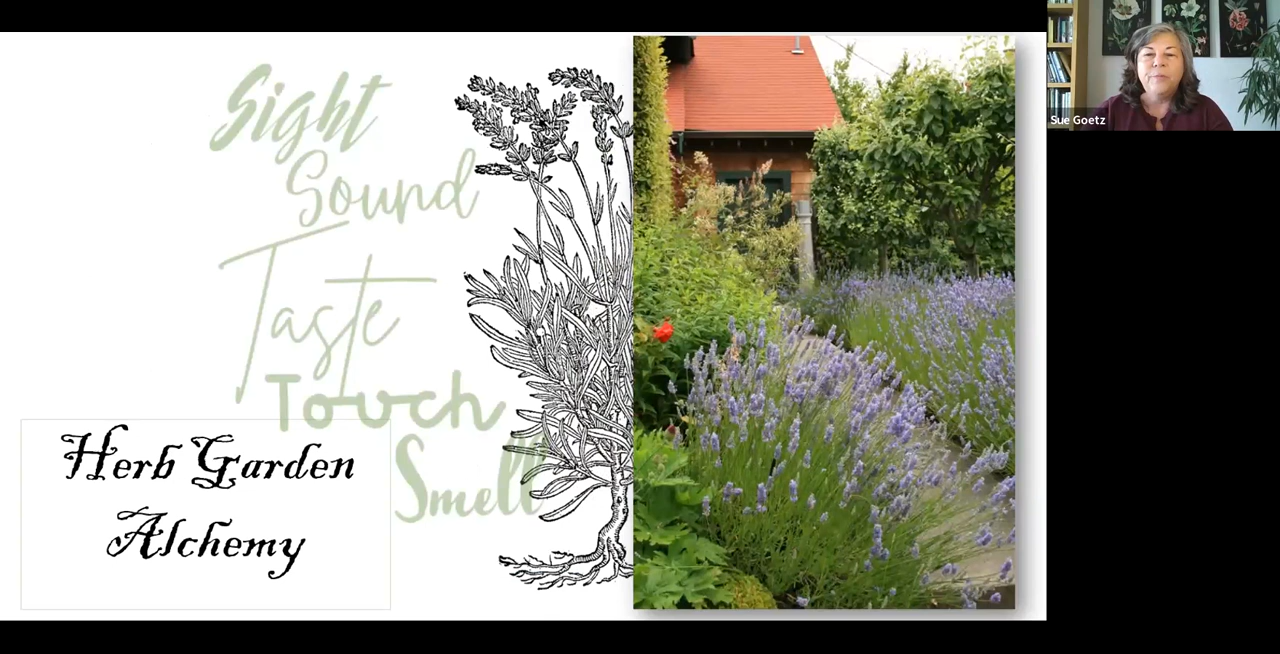 Sight
Sound
Taste
Touch
Smell
Herb Garden
Alchemy
Sue Goetz